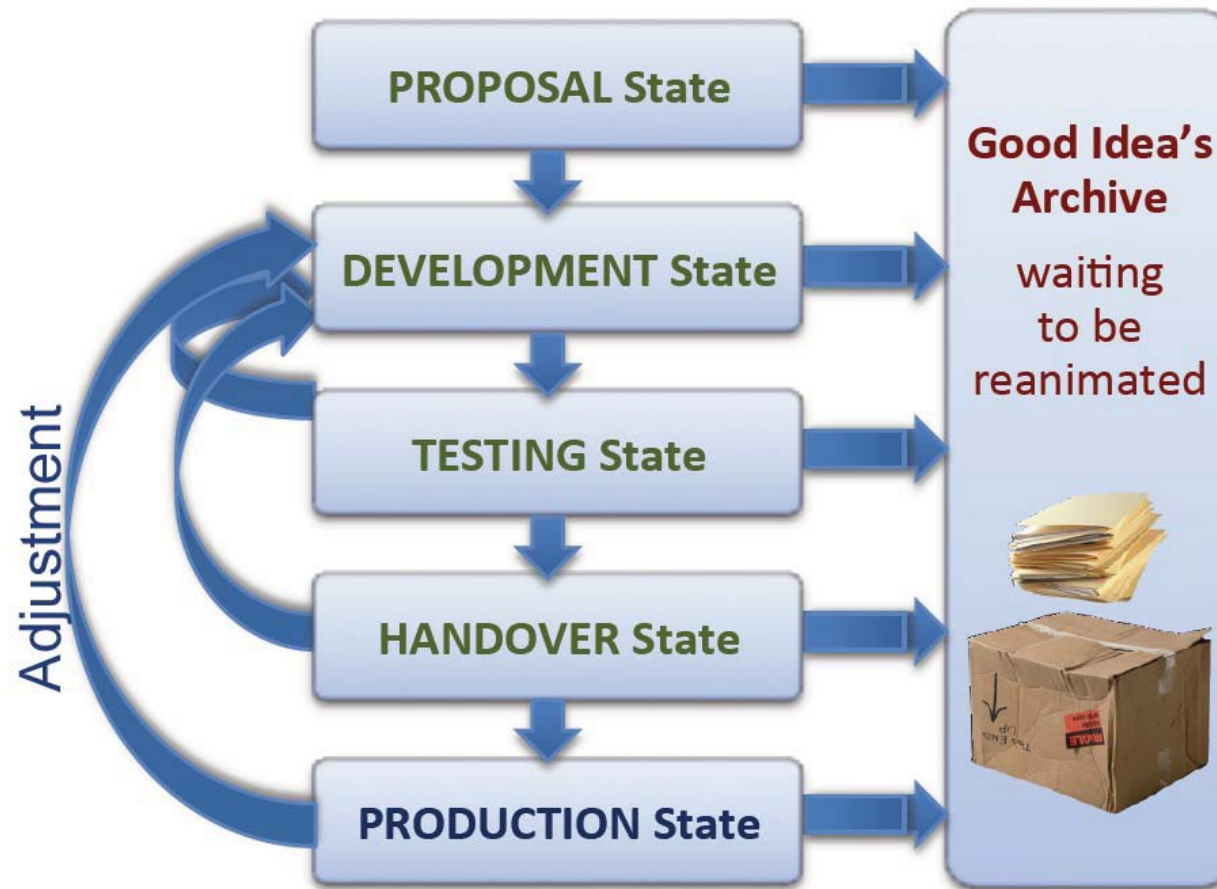 PROPOSAL State
DEVELOPMENT State
TESTING State
HANDOVER State
PRODUCTION State
Adjustment
Good Idea's
Archive
waiting
to be
reanimated